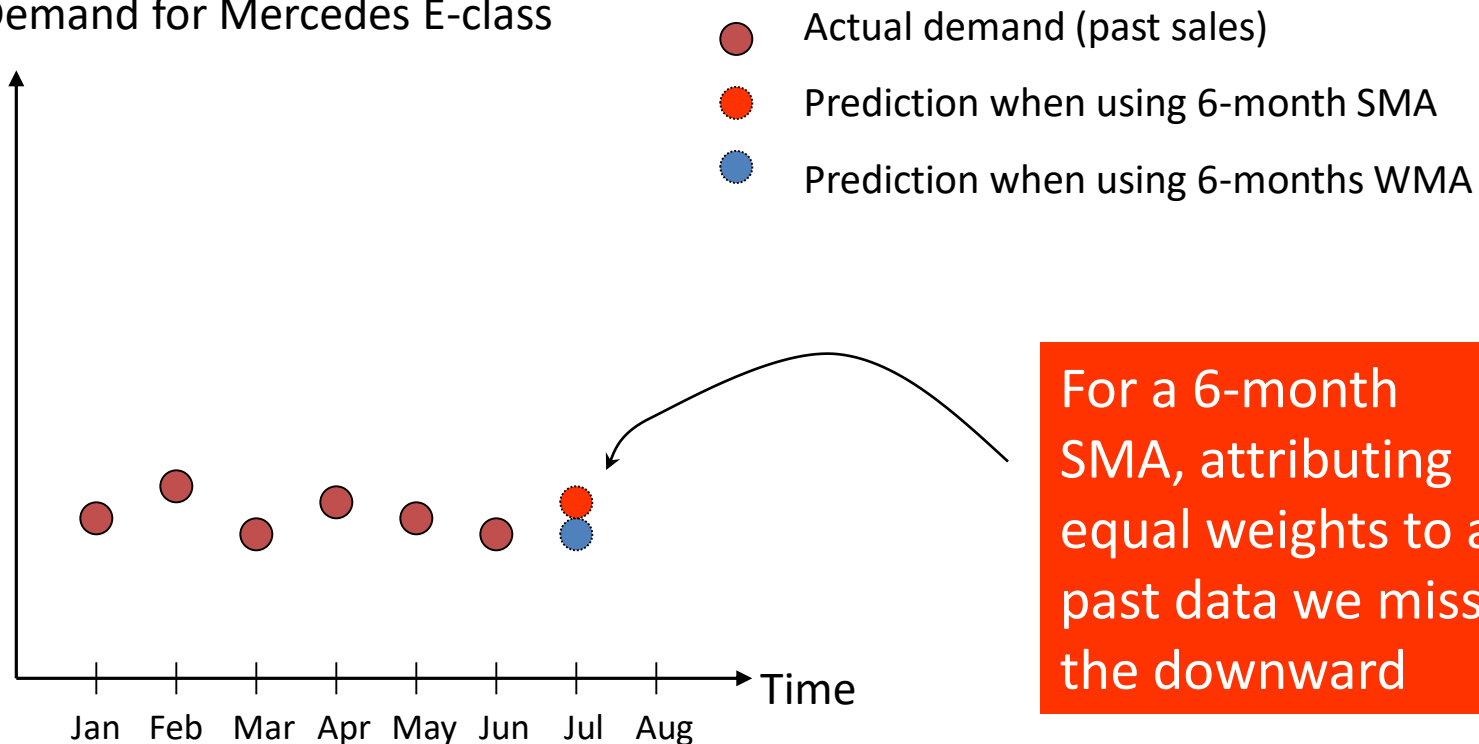 Demand for Mercedes E-class
Actual demand (past sales)
Prediction when using 6-month SMA
Prediction when using 6-months WMA
For a 6-month
SMA, attributing
equal weights to
past data we miss
the downward
Time
Jan Feb Mar Apr May Jun Jul Aug